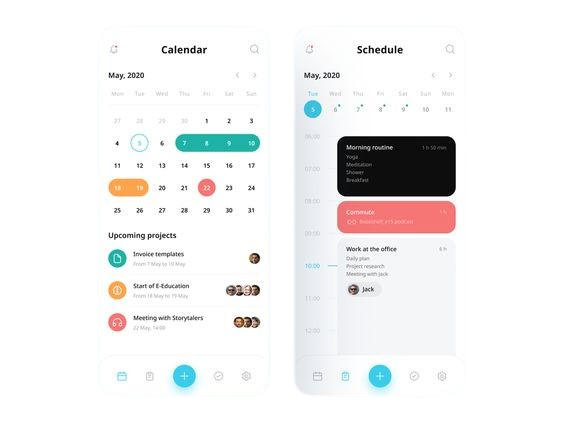 Calendar
May, 2020
Mon Tue Wed Thu Fri Sat Sun
27 28 29 30 1 2 3
4 5 6 7 8 9 10
11 12 13 14 15 16 17
18 19 20 21 22 23 24
25 26 27 28 29 30 31
Upcoming projects
Invoice templates
From 7 May to 10 May
Start of E-Education
From 18 May to 19 May
Meeting with Storytalers
22 May, 14:00
Schedule
May, 2020
Tue Wed Thu Fri Sat Sun Mon
5 6 7 8 9 10 11
06:00
Morning routine 1 h 50 min
Yoga
07:00
Meditation
Shower
Breakfast
08:00
Commute 1 h
Bookshelf, e15 podcast
09:00
Work at the office 6 h
Daily plan
10:00
Project research
Meeting with Jack
Jack
11:00
12:00